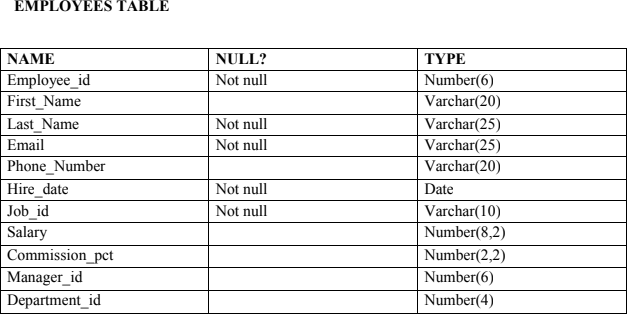 EMPLOYEES TABLE
NAME NULL? TYPE
Employee_id Not null Number(6)
First_Name Varchar(20)
Last_Name Not null Varchar(25)
Email Not null Varchar(25)
Phone_Number Varchar(20)
Hire_date Not null Date
Job_id Not null Varchar(10)
Salary Number(8,2)
Commission_pct Number(2,2)
Manager_id Number(6)
Department_id Number(4)